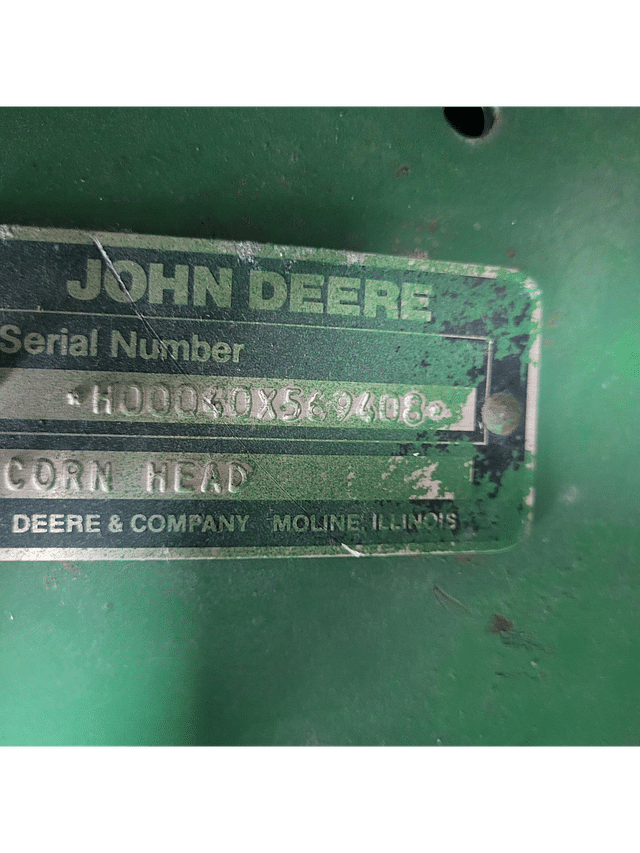 JOHN DEERE
Serial Number
*H00040X569408*
CORN HEAD
DEERE & COMPANY MOLINE, ILLINOIS